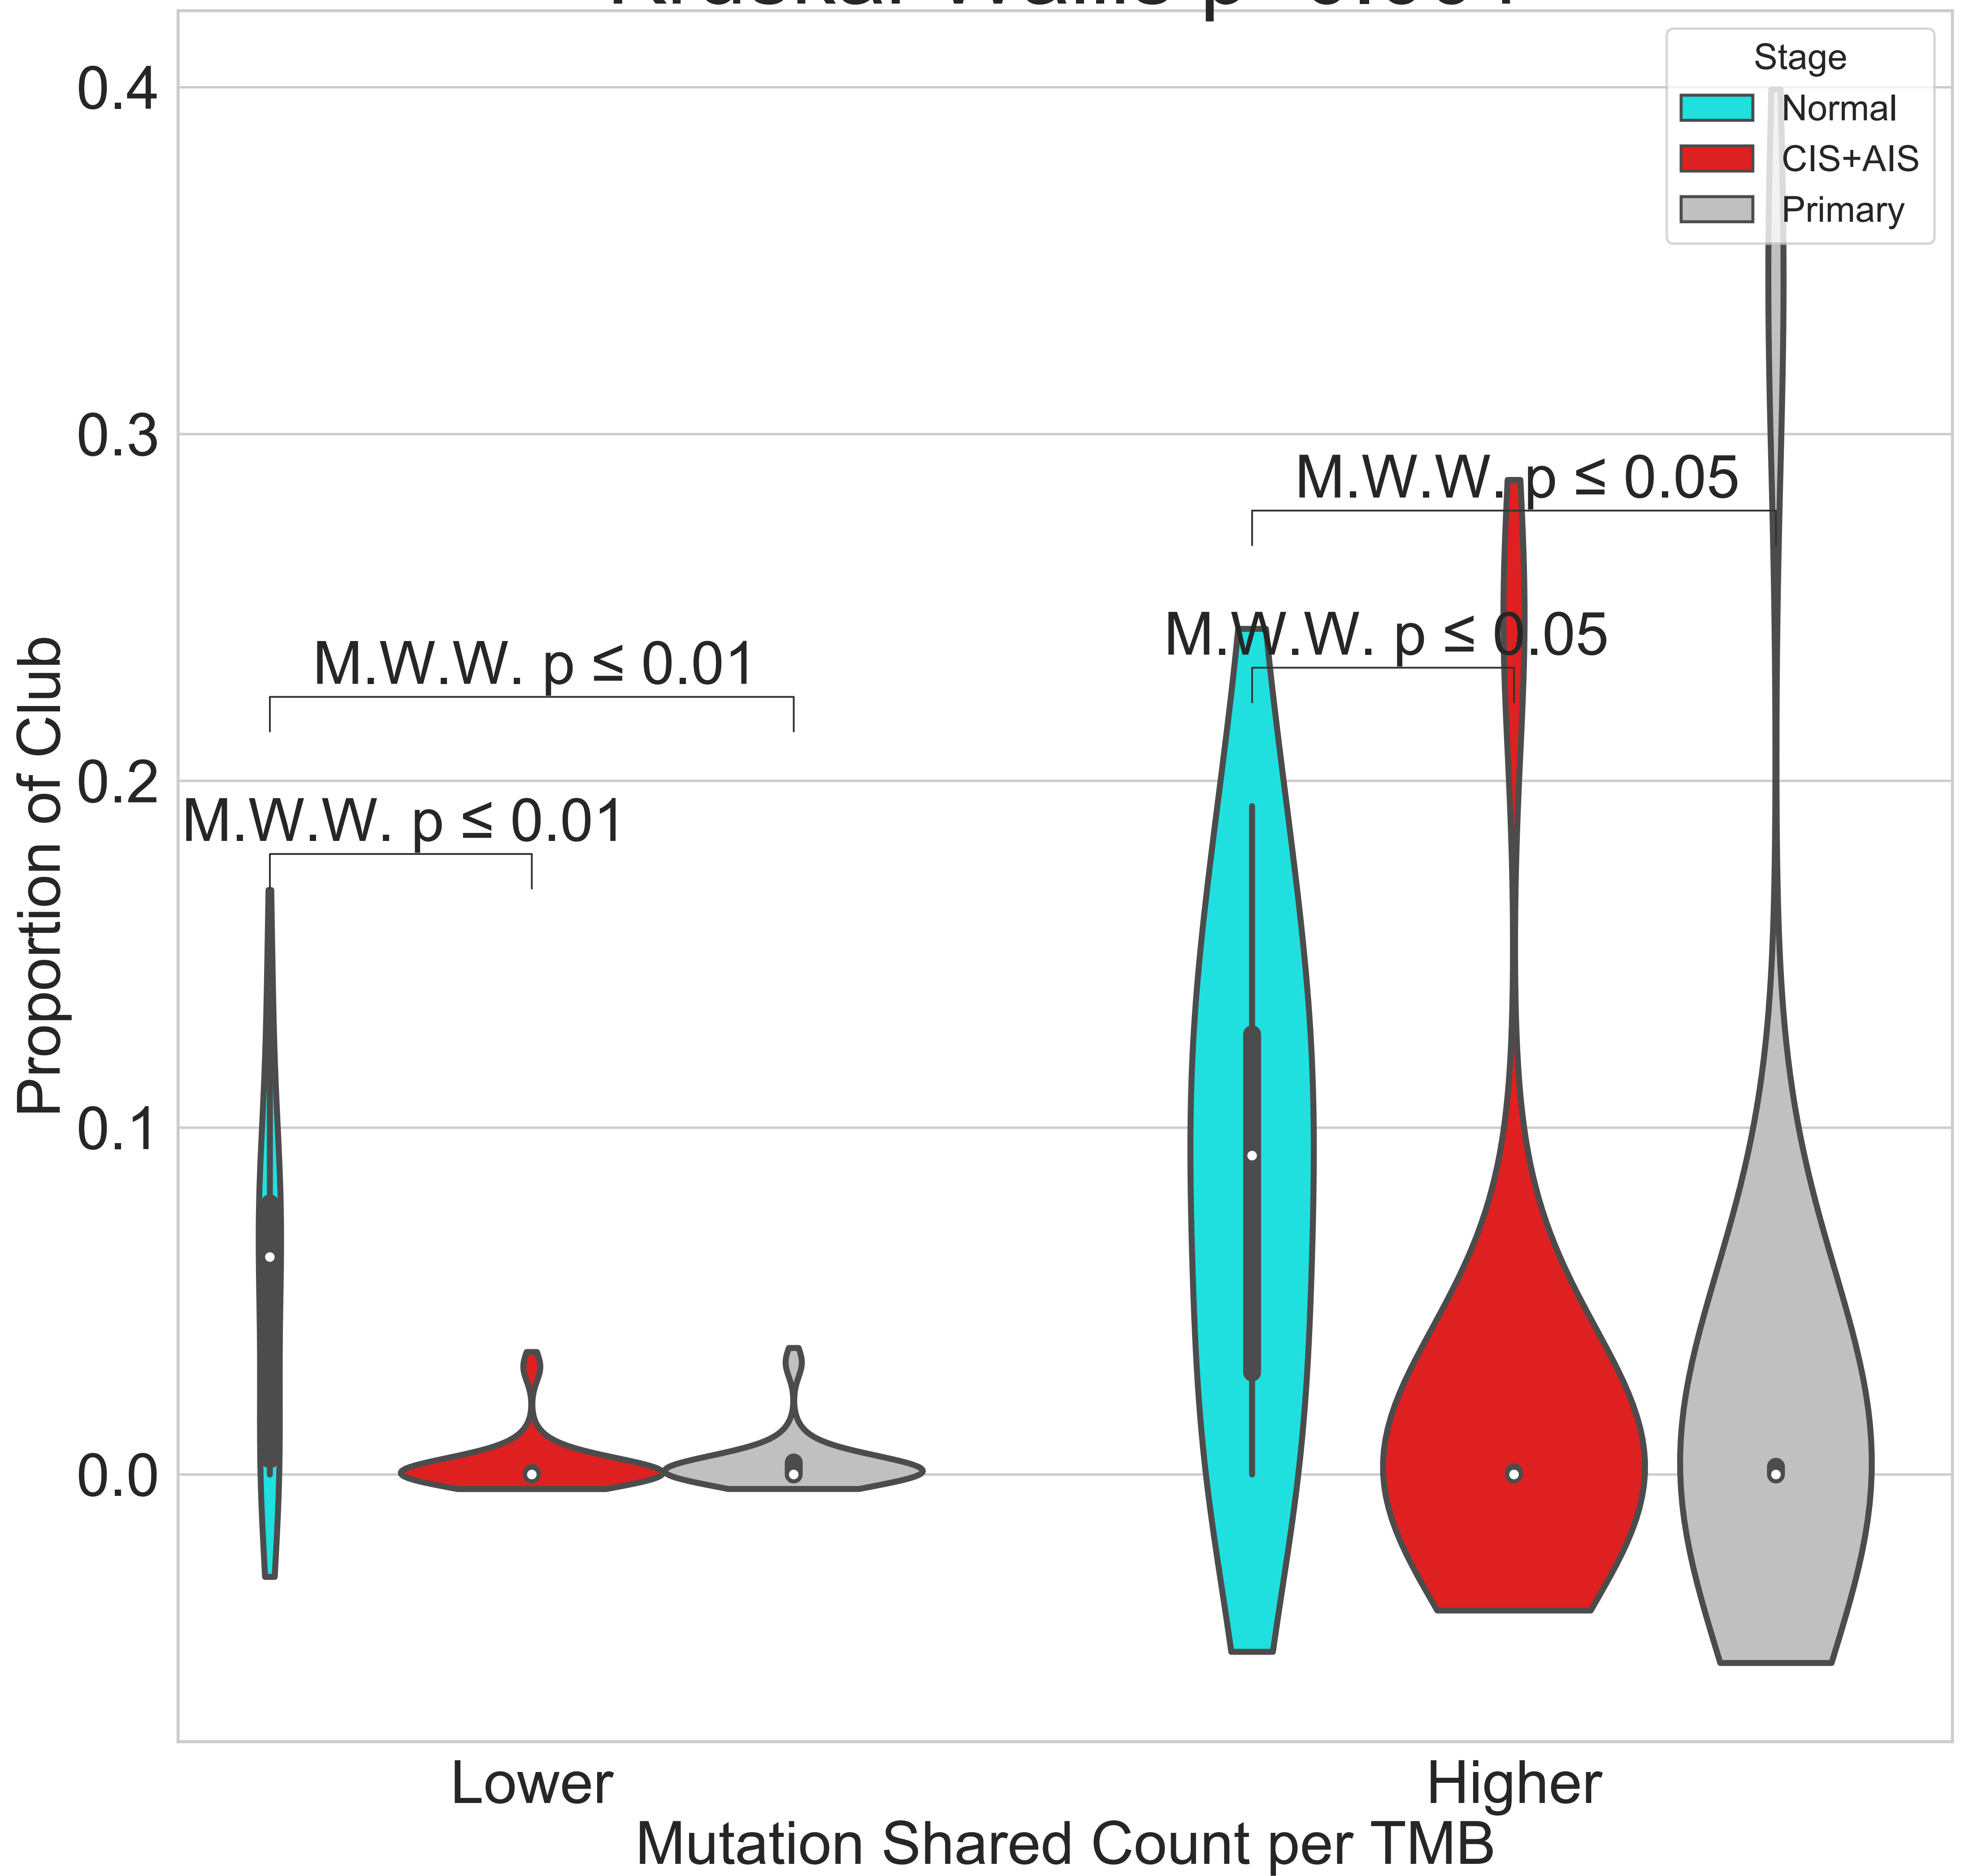 Stage
Normal
CIS+AIS
Primary
0.4
0.3
0.2
0.1
0.0
Proportion of Club
M.W.W. p ≤ 0.05
M.W.W. p ≤ 0.05
M.W.W. p ≤ 0.01
M.W.W. p ≤ 0.01
Lower
Higher
Mutation Shared Count per TMB